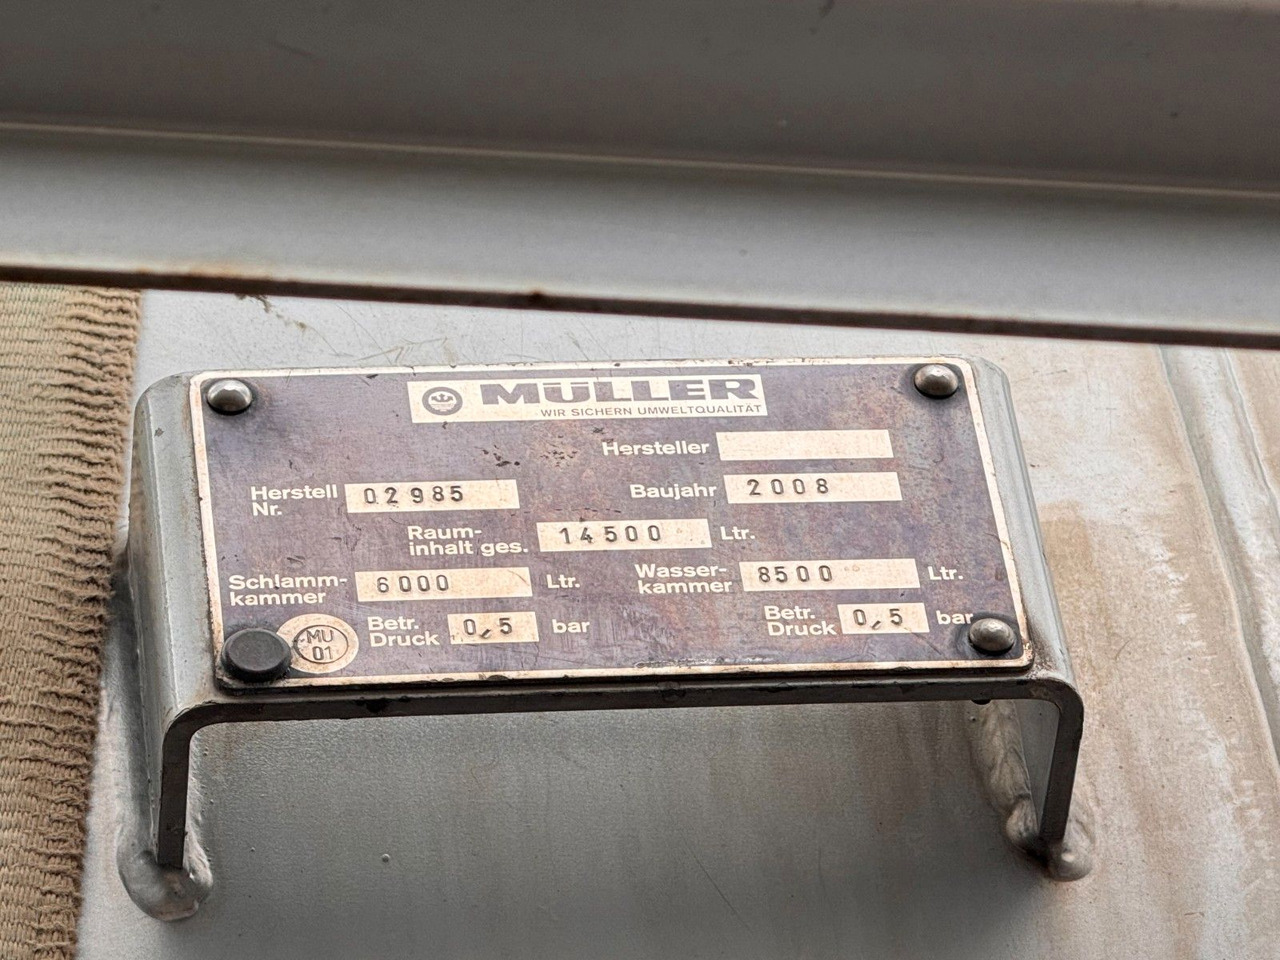 MÜLLER
WIR SICHERN UMWELTQUALITÄT
Hersteller
Herstell Nr. 02985 Baujahr 2008
Raum-inhalt ges. 14500 Ltr.
Schlamm-kammer 6000 Ltr. Wasser-kammer 8500 Ltr.
MU 01 Betr. Druck 0,5 bar Betr. Druck 0,5 bar